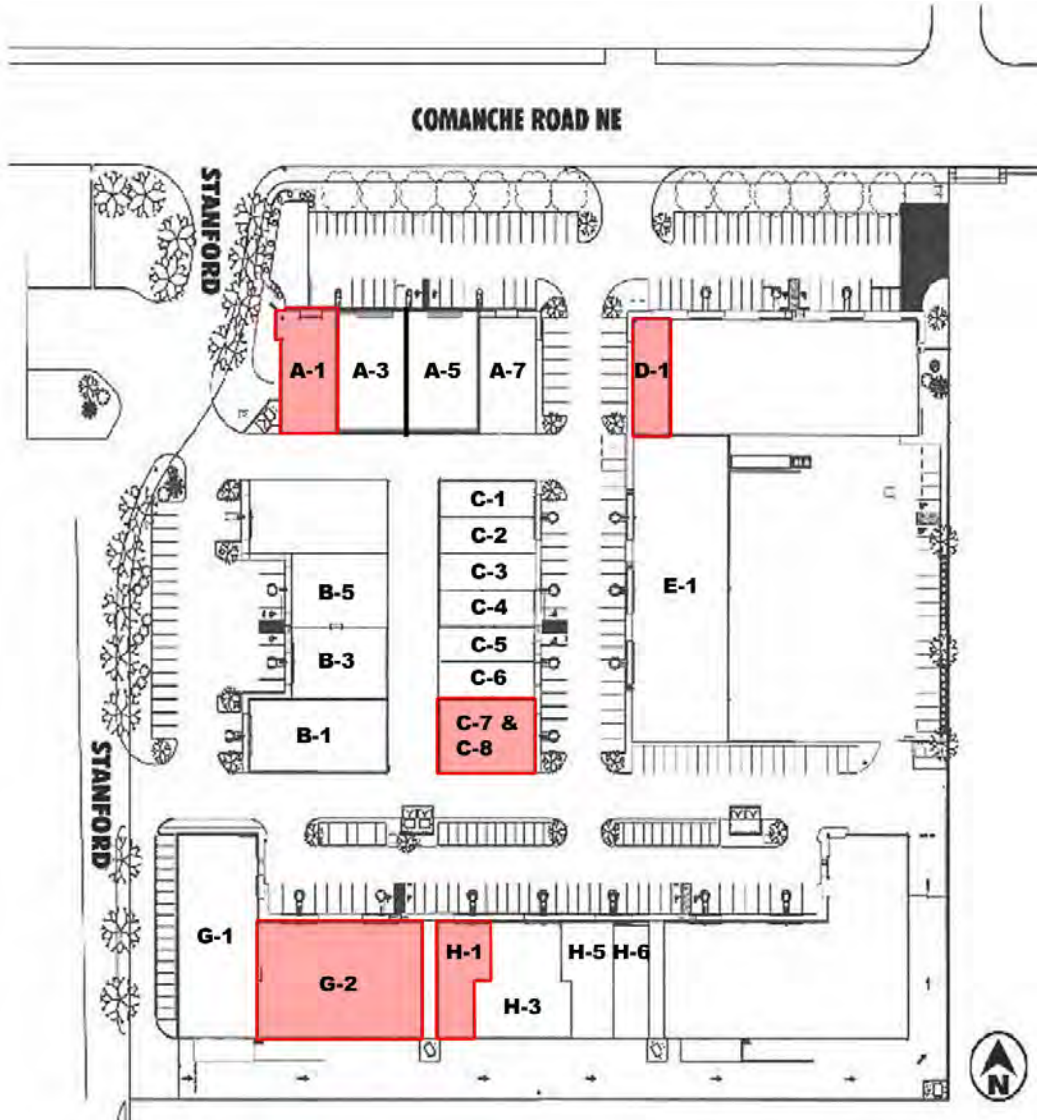 COMANCHE ROAD NE
STANFORD
A-1
A-3
A-5
A-7
D-1
C-1
C-2
C-3
C-4
C-5
C-6
C-7 &
C-8
B-5
B-3
B-1
E-1
STANFORD
G-1
G-2
H-1
H-3
H-5
H-6
N